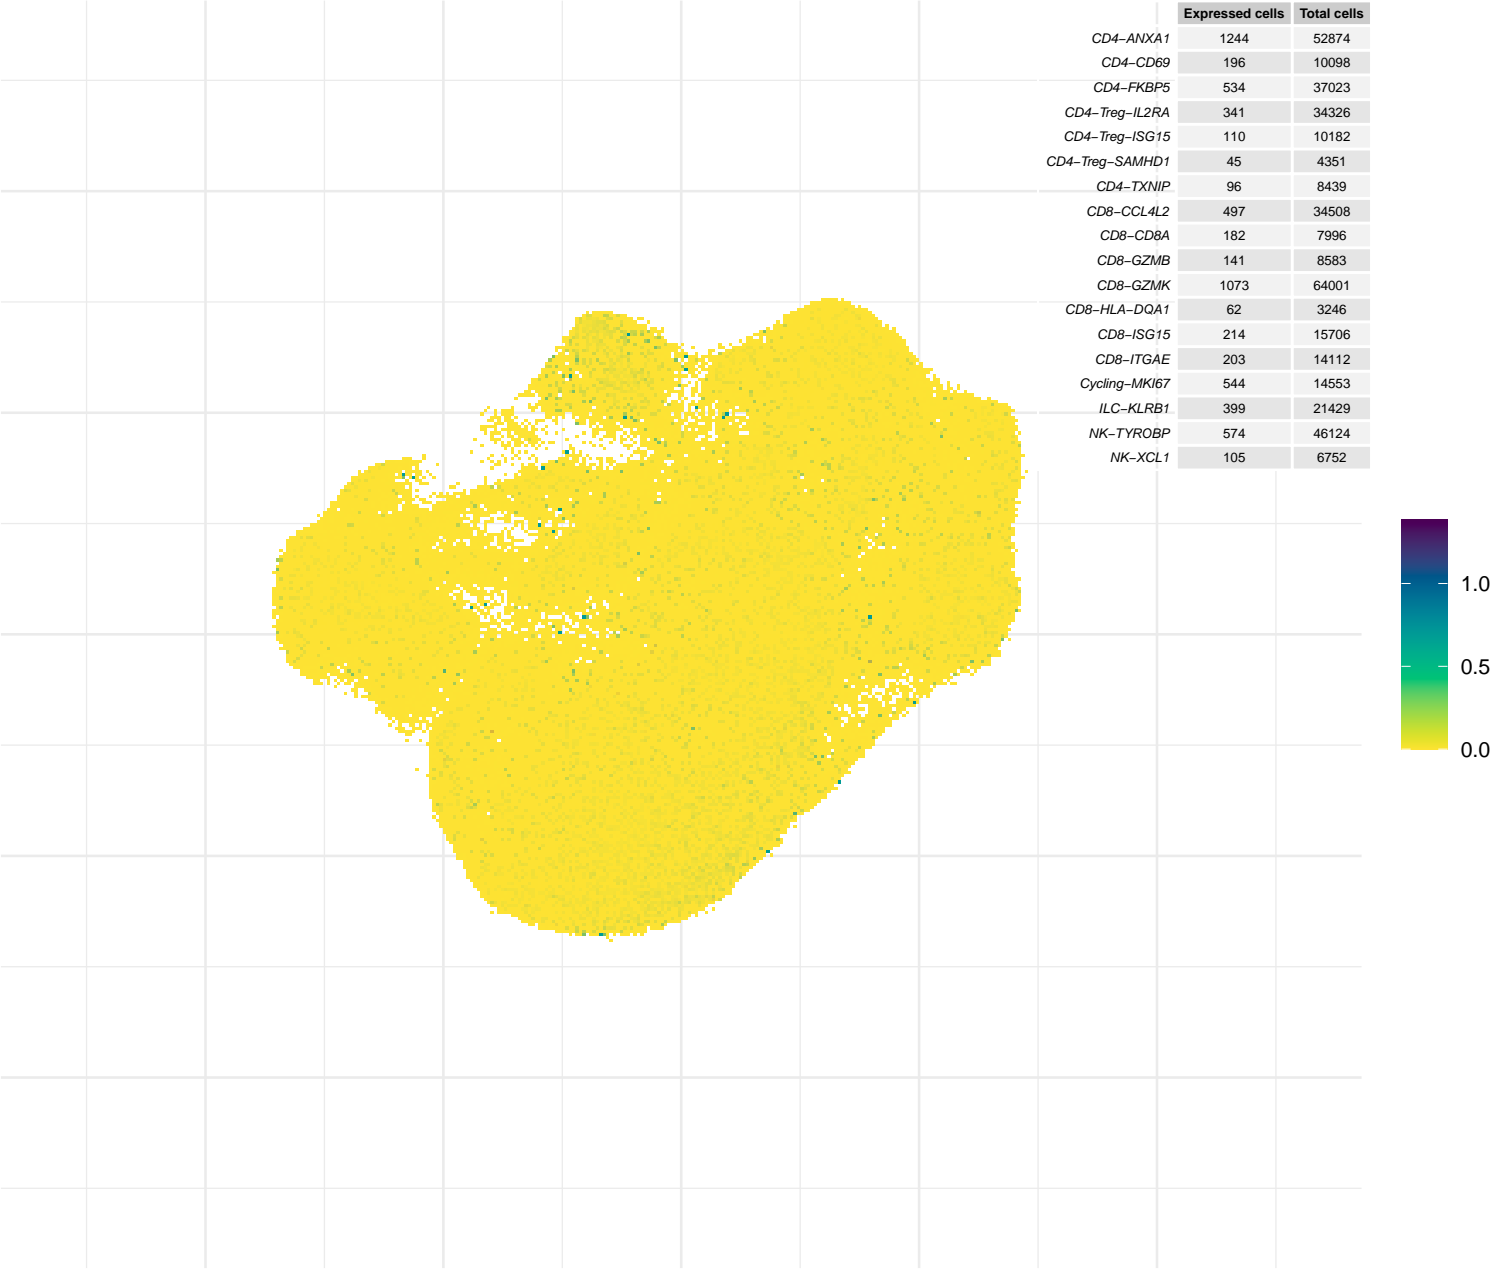 Expressed cells Total cells
CD4−ANXA1 1244 52874
CD4−CD69 196 10098
CD4−FKBP5 534 37023
CD4−Treg−IL2RA 341 34326
CD4−Treg−ISG15 110 10182
CD4−Treg−SAMHD1 45 4351
CD4−TXNIP 96 8439
CD8−CCL4L2 497 34508
CD8−CD8A 182 7996
CD8−GZMB 141 8583
CD8−GZMK 1073 64001
CD8−HLA−DQA1 62 3246
CD8−ISG15 214 15706
CD8−ITGAE 203 14112
Cycling−MKI67 544 14553
ILC−KLRB1 399 21429
NK−TYROBP 574 46124
NK−XCL1 105 6752
1.0
0.5
0.0